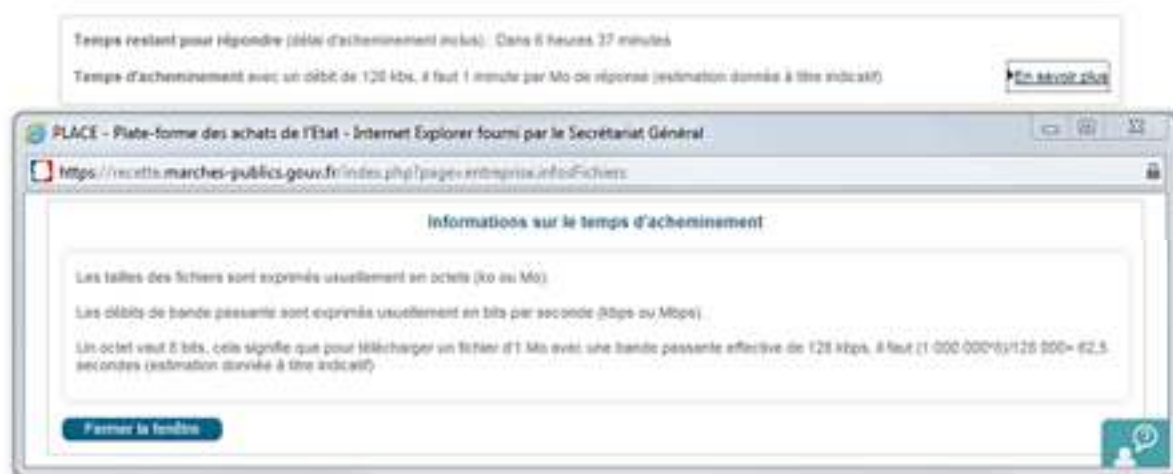 Temps restant pour répondre (délai d'acheminement inclus) : Dans 6 heures 37 minutes
Temps d'acheminement avec un débit de 128 kbs, il faut 1 minute par Mo de réponse (estimation donnée à titre indicatif)
En savoir plus
PLACE - Plate-forme des achats de l'Etat - Internet Explorer fourni par le Secrétariat Général
https://recette.marches-publics.gouv.fr/index.php?page=entreprise.infosFichiers
Informations sur le temps d'acheminement
Les tailles des fichiers sont exprimés usuellement en octets (ko ou Mo).
Les débits de bande passante sont exprimés usuellement en bits par seconde (kbps ou Mbps).
Un octet vaut 8 bits, cela signifie que pour télécharger un fichier d'1 Mo avec une bande passante effective de 128 kbps, il faut (1 000 000*8)/128 000= 62,5
secondes (estimation donnée à titre indicatif)
Fermer la fenêtre